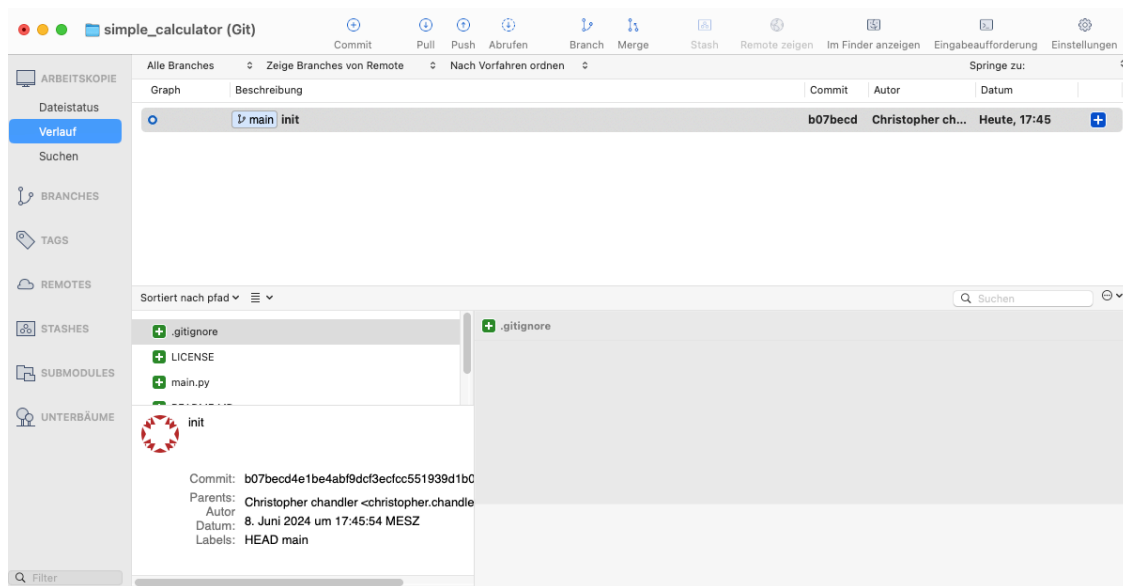 simple_calculator (Git)
Commit Pull Push Abrufen Branch Merge Stash Remote zeigen Im Finder anzeigen Eingabeaufforderung Einstellungen
ARBEITSKOPIE
Dateistatus
Verlauf
Suchen
BRANCHES
TAGS
REMOTES
STASHES
SUBMODULES
UNTERBÄUME
Filter
Alle Branches Zeige Branches von Remote Nach Vorfahren ordnen Springe zu:
Graph Beschreibung Commit Autor Datum
main init b07becd Christopher ch... Heute, 17:45
Sortiert nach pfad Suchen
.gitignore
LICENSE
main.py
.gitignore
init
Commit: b07becd4e1be4abf9dcf3ecfcc551939d1b0
Parents:
Autor Christopher chandler <christopher.chandle
Datum: 8. Juni 2024 um 17:45:54 MESZ
Labels: HEAD main